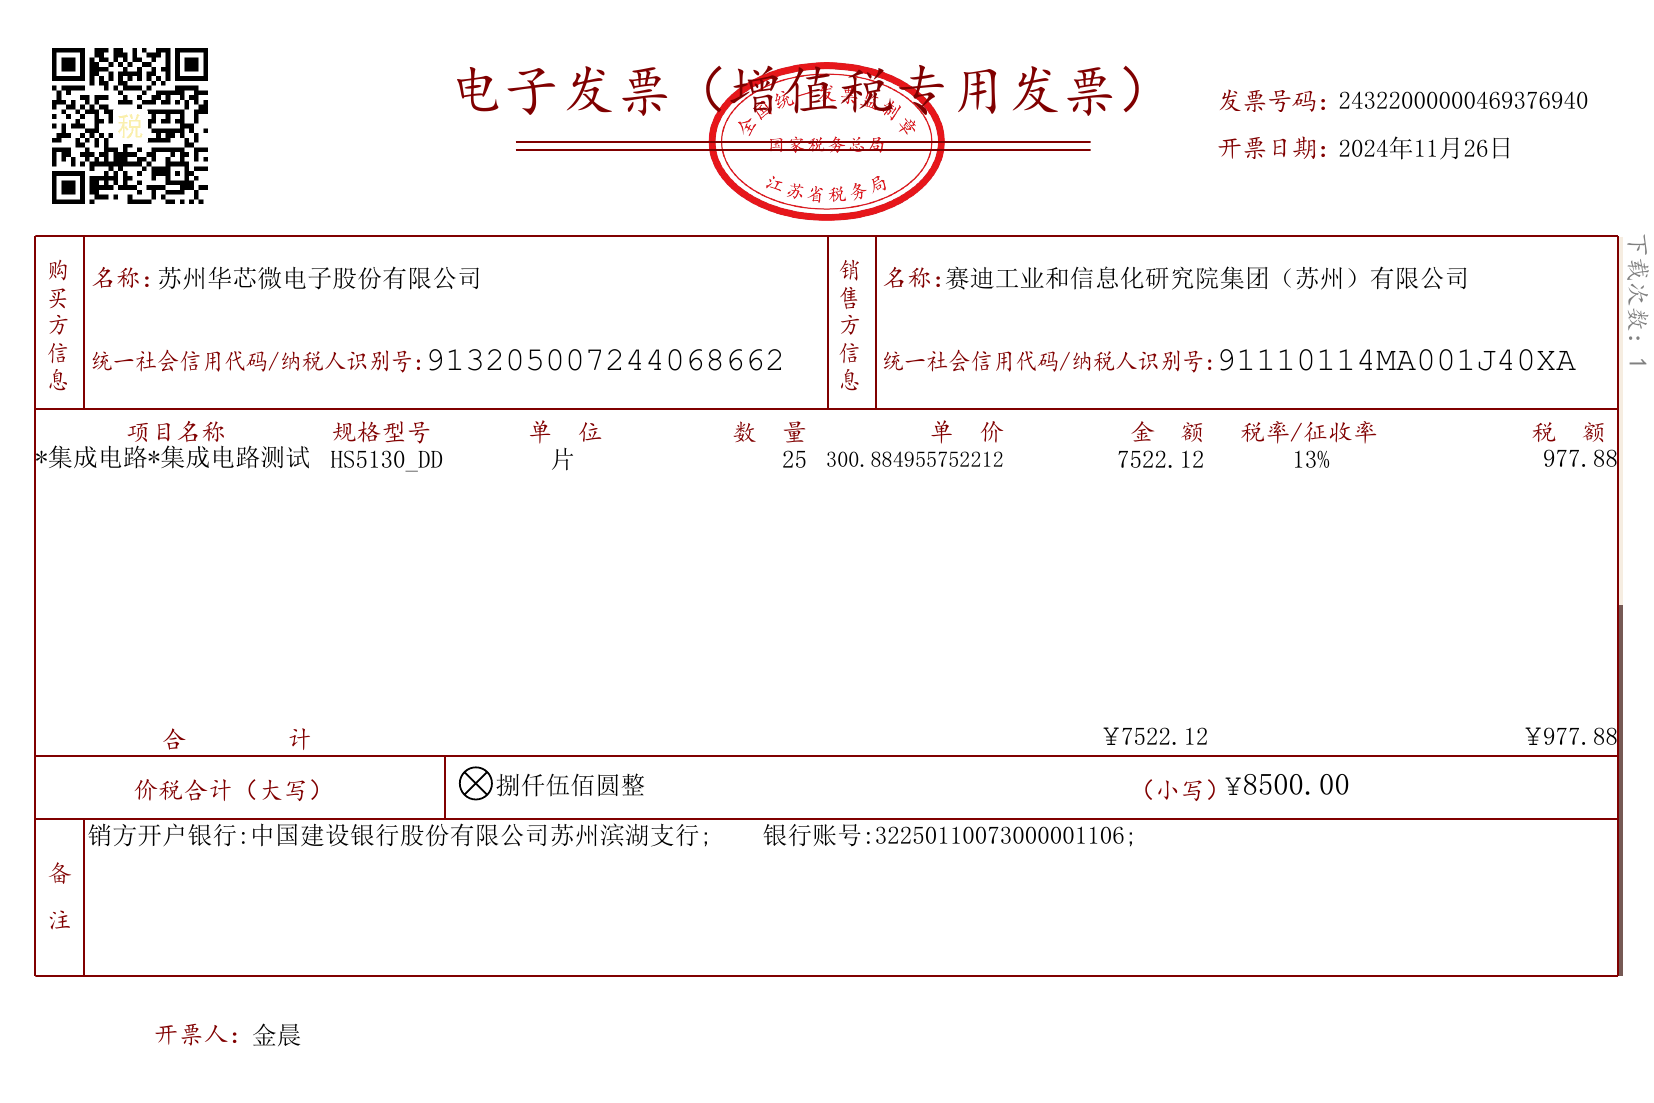 电子发票（增值税专用发票）
全国统一发票监制章
国家税务总局
江苏省税务局
税
发票号码：24322000000469376940
开票日期：2024年11月26日
下载次数：1
购买方信息
名称：苏州华芯微电子股份有限公司
统一社会信用代码/纳税人识别号：913205007244068662
销售方信息
名称：赛迪工业和信息化研究院集团（苏州）有限公司
统一社会信用代码/纳税人识别号：91110114MA001J40XA
项目名称 规格型号 单位 数量 单价 金额 税率/征收率 税额
*集成电路*集成电路测试 HS5130_DD 片 25 300.884955752212 7522.12 13% 977.88
合计 ¥7522.12 ¥977.88
价税合计（大写） 捌仟伍佰圆整 （小写）¥8500.00
备注
销方开户银行:中国建设银行股份有限公司苏州滨湖支行; 银行账号:32250110073000001106;
开票人：金晨